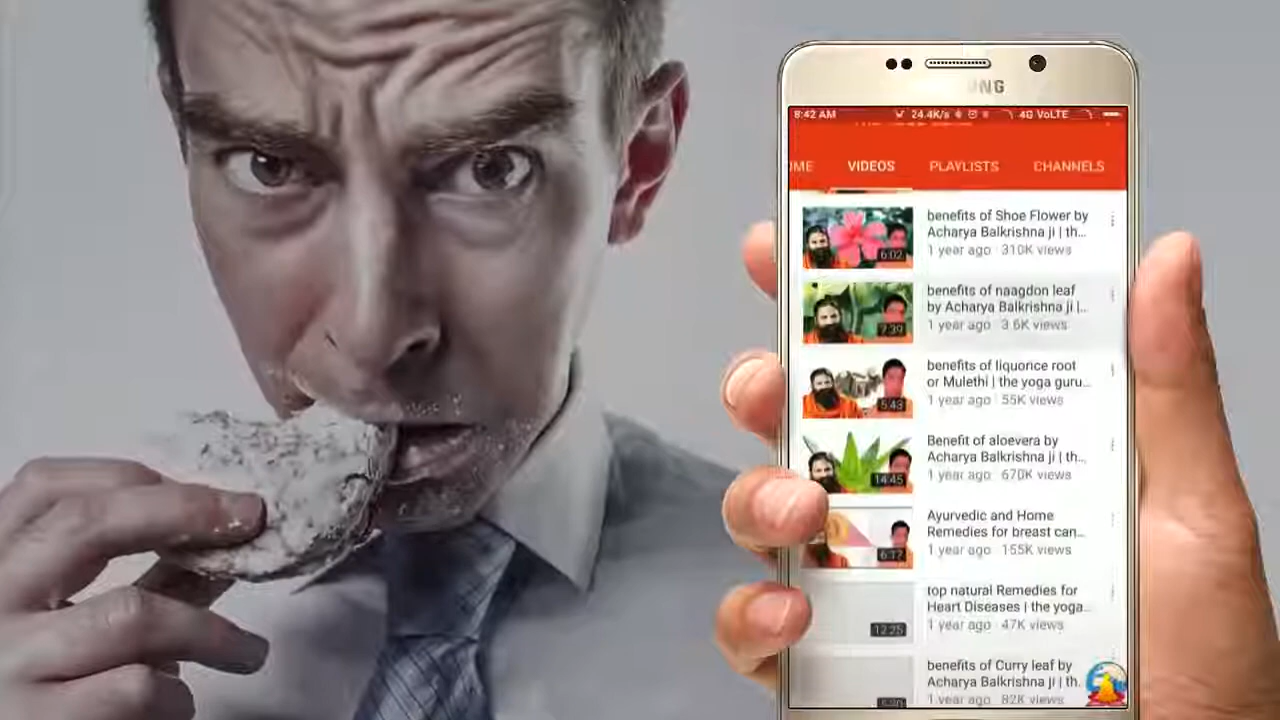 UNG
8:42 AM 24.4K/s 4G VoLTE
OME VIDEOS PLAYLISTS CHANNELS
benefits of Shoe Flower by
Acharya Balkrishna ji | th...
1 year ago · 310K views
6:02
benefits of naagdon leaf
by Acharya Balkrishna ji |..
1 year ago · 3.6K views
7:39
benefits of liquorice root
or Mulethi | the yoga guru...
1 year ago · 55K views
5:43
Benefit of aloevera by
Acharya Balkrishna ji | th...
1 year ago · 670K views
14:45
Ayurvedic and Home
Remedies for breast can...
1 year ago · 155K views
6:17
top natural Remedies for
Heart Diseases | the yoga...
1 year ago · 47K views
12:25
benefits of Curry leaf by
Acharya Balkrishna ji | th.
1 year ago · 82K views